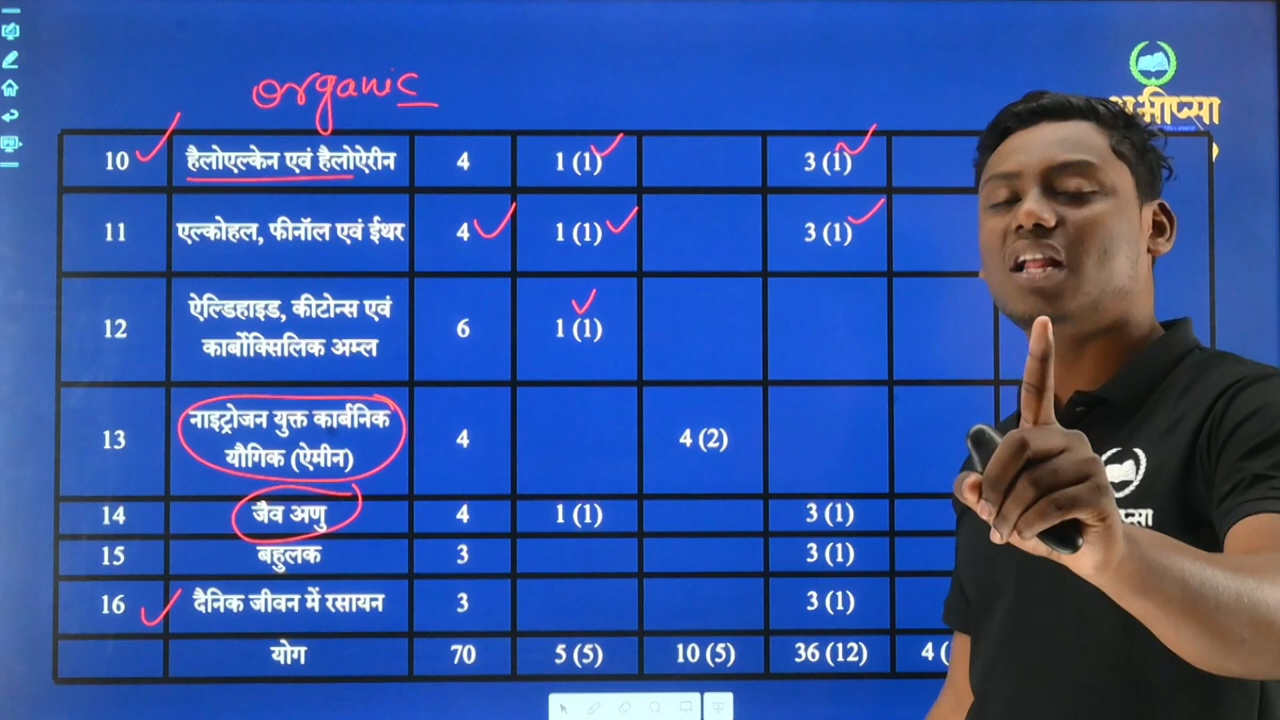 organic
अभीप्सा
10 हैलोएल्केन एवं हैलोऐरीन 4 1 (1) 3 (1)
11 एल्कोहल, फीनॉल एवं ईथर 4 1 (1) 3 (1)
12 ऐल्डिहाइड, कीटोन्स एवं कार्बोक्सिलिक अम्ल 6 1 (1)
13 नाइट्रोजन युक्त कार्बनिक यौगिक (ऐमीन) 4 4 (2)
14 जैव अणु 4 1 (1) 3 (1)
15 बहुलक 3 3 (1)
16 दैनिक जीवन में रसायन 3 3 (1)
योग 70 5 (5) 10 (5) 36 (12) 4 (